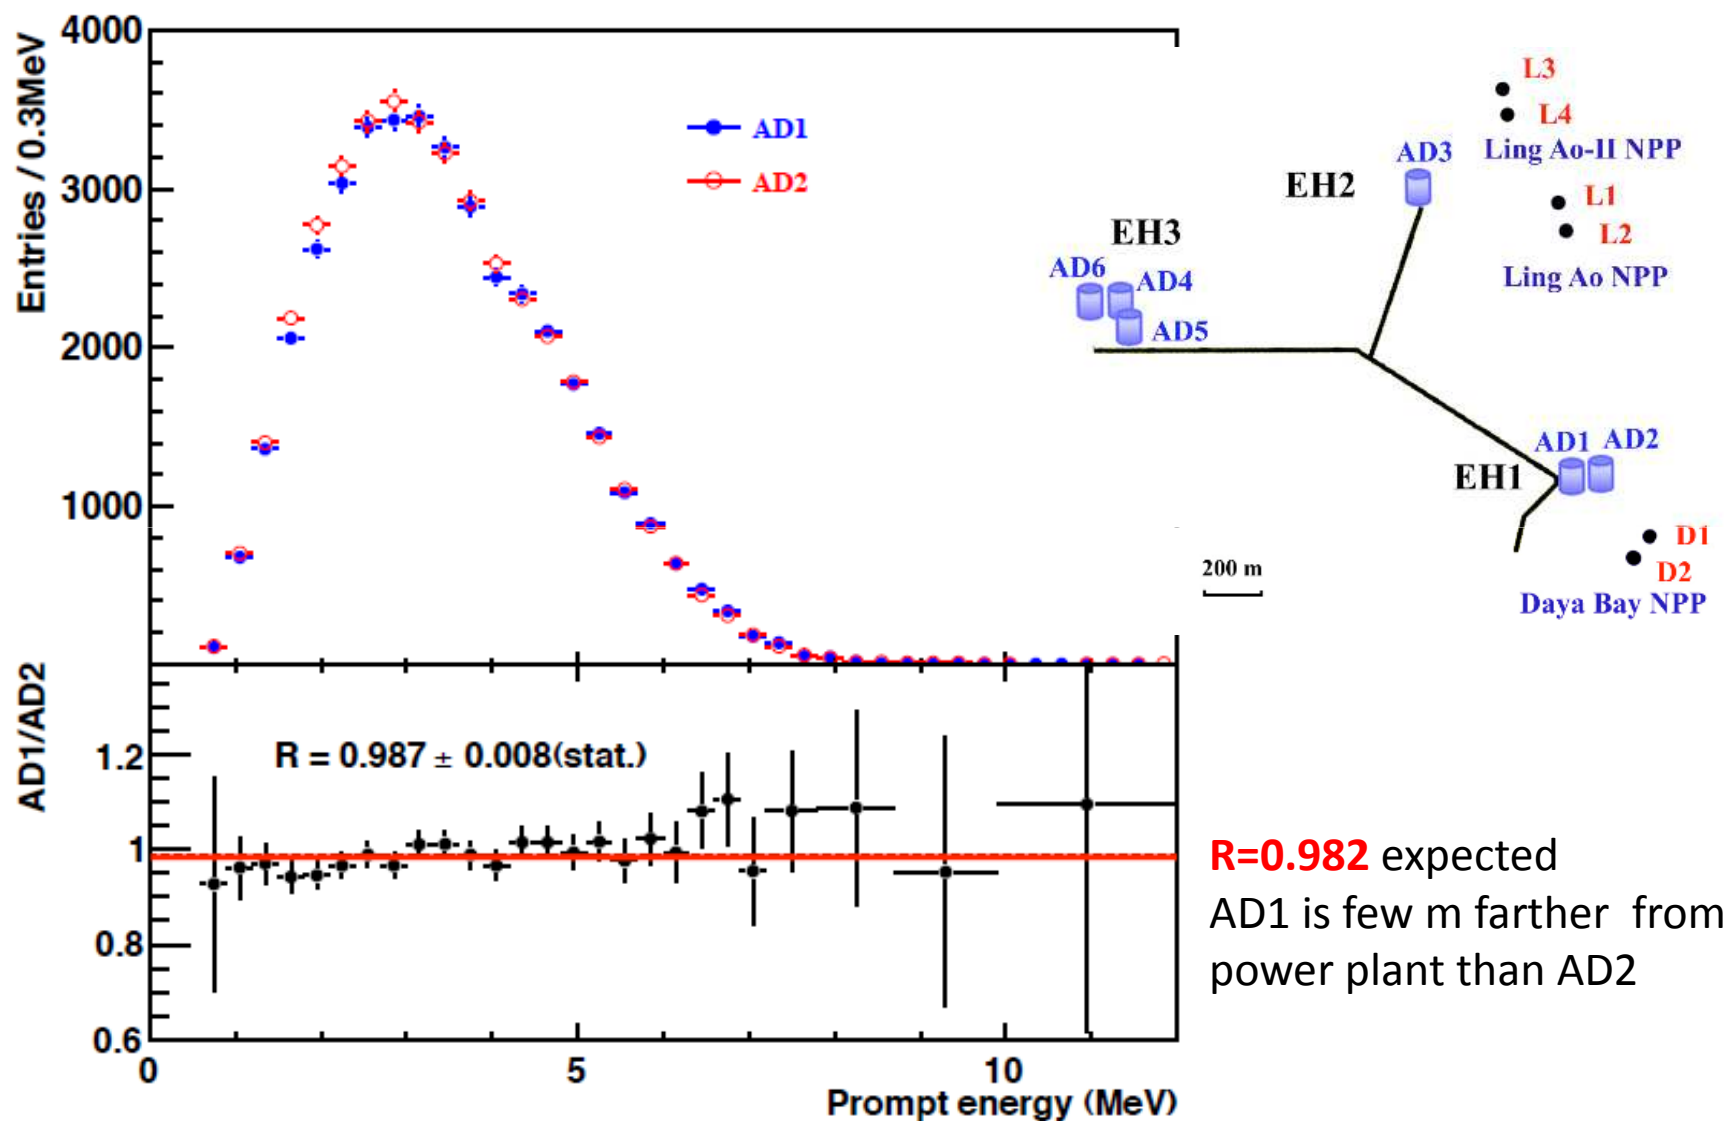 4000
3000
2000
1000
Entries / 0.3MeV
AD1
AD2
L3
L4
Ling Ao-II NPP
AD3
EH2
L1
L2
Ling Ao NPP
EH3
AD6
AD4
AD5
AD1
AD2
EH1
D1
D2
Daya Bay NPP
200 m
AD1/AD2
1.2
1
0.8
0.6
R = 0.987 ± 0.008(stat.)
0
5
10
Prompt energy (MeV)
R=0.982 expected
AD1 is few m farther from
power plant than AD2